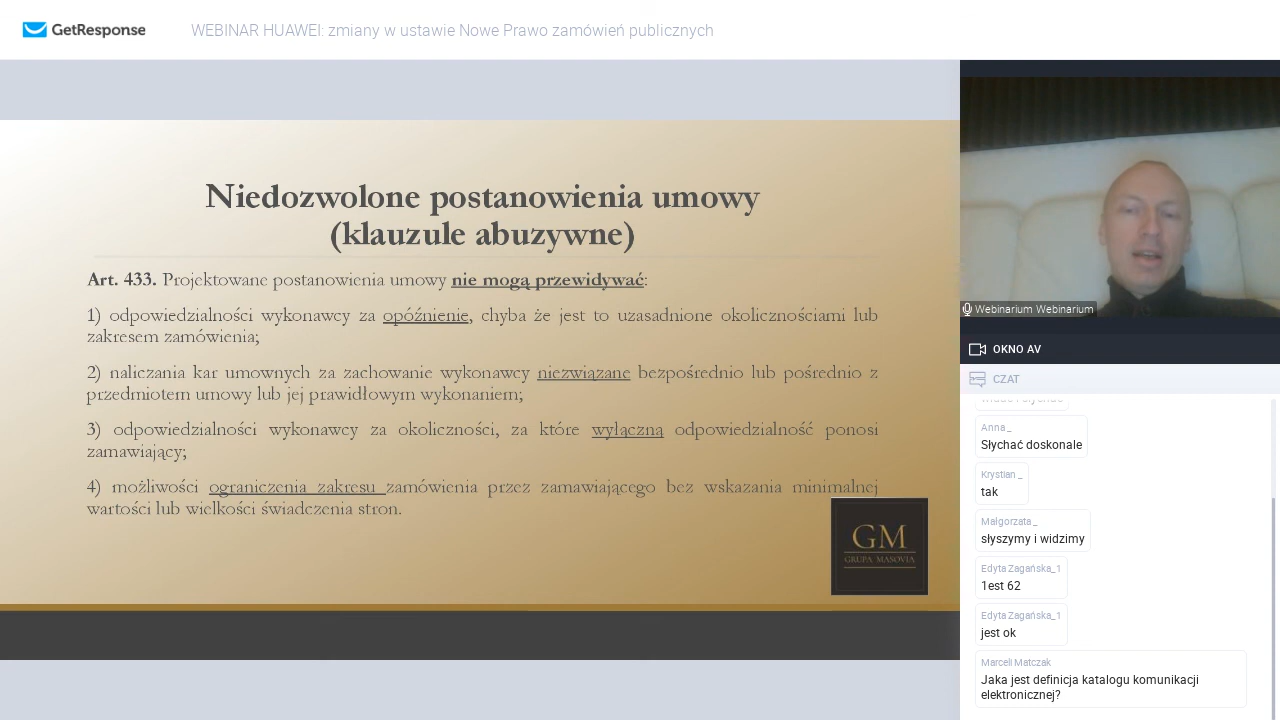 GetResponse
WEBINAR HUAWEI: zmiany w ustawie Nowe Prawo zamówień publicznych
Niedozwolone postanowienia umowy
(klauzule abuzywne)
Art. 433. Projektowane postanowienia umowy nie mogą przewidywać:
1) odpowiedzialności wykonawcy za opóźnienie, chyba że jest to uzasadnione okolicznościami lub
zakresem zamówienia;
2) naliczania kar umownych za zachowanie wykonawcy niezwiązane bezpośrednio lub pośrednio z
przedmiotem umowy lub jej prawidłowym wykonaniem;
3) odpowiedzialności wykonawcy za okoliczności, za które wyłączną odpowiedzialność ponosi
zamawiający;
4) możliwości ograniczenia zakresu zamówienia przez zamawiającego bez wskazania minimalnej
wartości lub wielkości świadczenia stron.
GM
GRUPA MASOVIA
Webinarium Webinarium
OKNO AV
CZAT
Anna _
Słychać doskonale
Krystian _
tak
Małgorzata _
słyszymy i widzimy
Edyta Zagańska_1
1est 62
Edyta Zagańska_1
jest ok
Marceli Matczak
Jaka jest definicja katalogu komunikacji
elektronicznej?